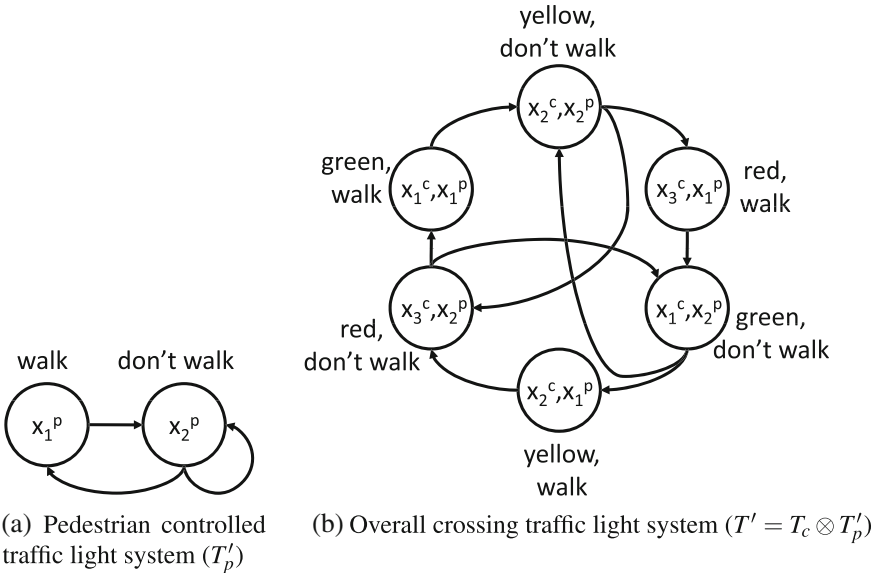 yellow,
don't walk
x₂ᶜ,x₂ᵖ
green,
walk
x₁ᶜ,x₁ᵖ
x₃ᶜ,x₁ᵖ
red,
walk
x₃ᶜ,x₂ᵖ
red,
don't walk
x₁ᶜ,x₂ᵖ
green,
don't walk
x₂ᶜ,x₁ᵖ
yellow,
walk
walk
don't walk
x₁ᵖ
x₂ᵖ
(a) Pedestrian controlled
traffic light system (T′ₚ)
(b) Overall crossing traffic light system (T′ = T_c ⊗ T′ₚ)